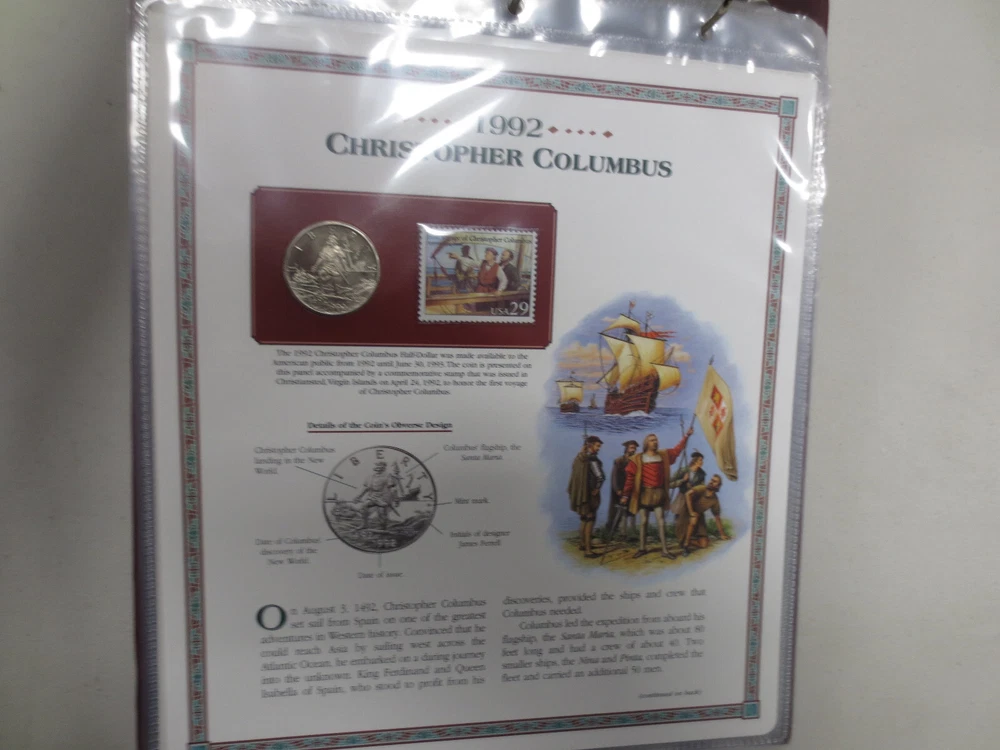 1992
CHRISTOPHER COLUMBUS
LIBERTY
Voyage of Christopher Columbus
USA 29
The 1992 Christopher Columbus Half-Dollar was made available to the
American public from 1992 until June 30, 1993. The coin is presented on
this panel accompanied by a commemorative stamp that was issued in
Christiansted, Virgin Islands on April 24, 1992, to honor the first voyage
of Christopher Columbus.
Details of the Coin's Obverse Design
Christopher Columbus
landing in the New
World.
Columbus' flagship, the
Santa Maria.
LIBERTY
Mint mark
Initials of designer
James Ferrell
Date of Columbus'
discovery of the
New World.
1992
Date of issue
On August 3, 1492, Christopher Columbus
set sail from Spain on one of the greatest
adventures in Western history. Convinced that he
could reach Asia by sailing west across the
Atlantic Ocean, he embarked on a daring journey
into the unknown. King Ferdinand and Queen
Isabella of Spain, who stood to profit from his
discoveries, provided the ships and crew that
Columbus needed.
Columbus led the expedition from aboard his
flagship, the Santa Maria, which was about 80
feet long and had a crew of about 40. Two
smaller ships, the Nina and Pinta, completed the
fleet and carried an additional 50 men.
(continued on back)